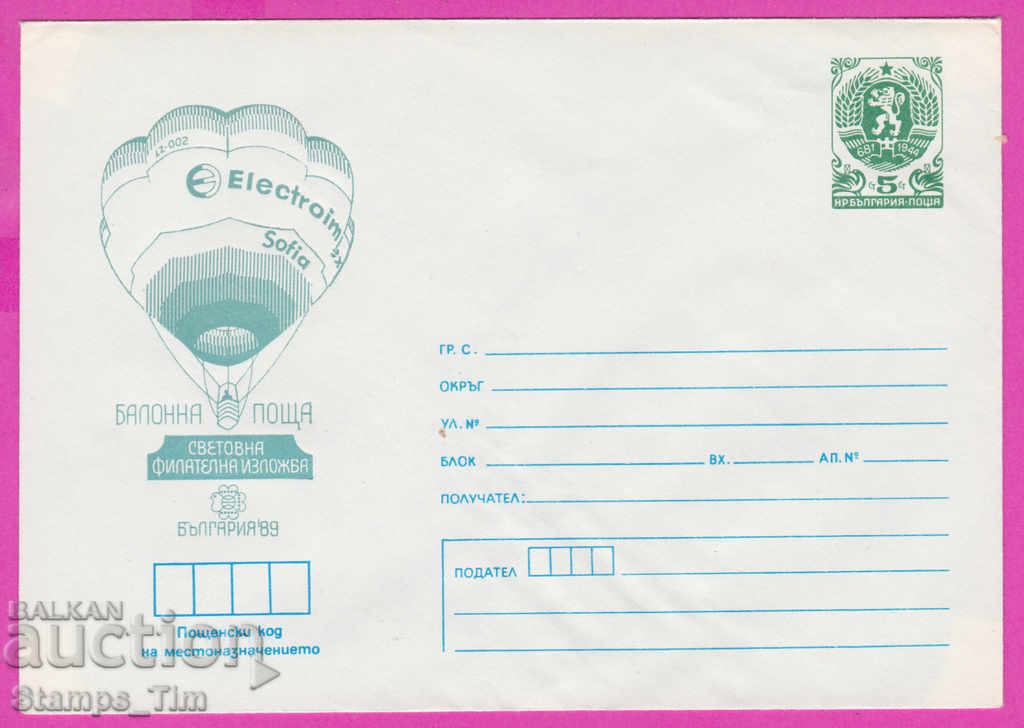 LZ-002
Electroimpex
Sofia
БАЛОННА ПОЩА
СВЕТОВНА
ФИЛАТЕЛНА ИЗЛОЖБА
БЪЛГАРИЯ'89
681 1944
5 Ст
НР БЪЛГАРИЯ·ПОЩА
ГР. С.
ОКРЪГ
УЛ. №
БЛОК ВХ. АП. №
ПОЛУЧАТЕЛ:
ПОДАТЕЛ
Пощенски код
на местоназначението
BALKAN
auction
Stamps_Tim